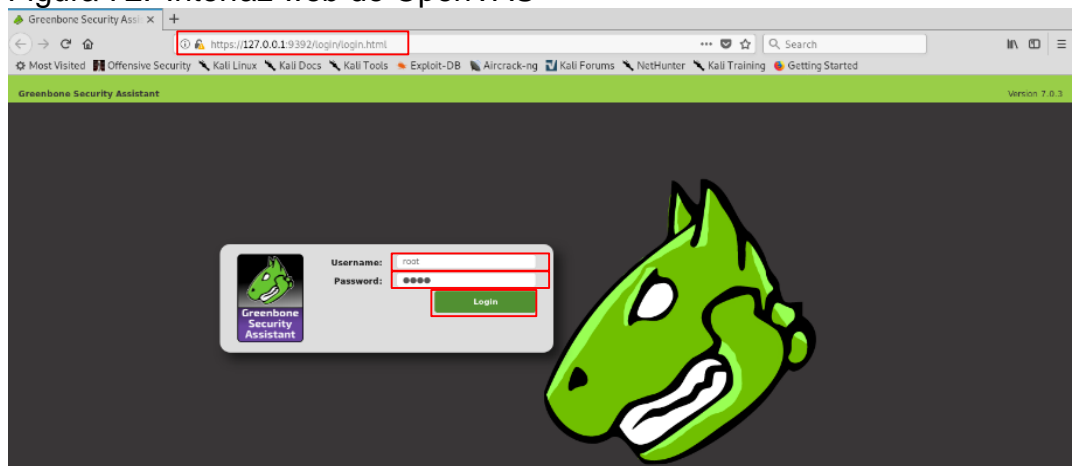 Greenbone Security Assi
https://127.0.0.1:9392/login/login.html
Search
Most Visited Offensive Security Kali Linux Kali Docs Kali Tools Exploit-DB Aircrack-ng Kali Forums NetHunter Kali Training Getting Started
Greenbone Security Assistant
Version 7.0.3
Username: root
Password:
Login
Greenbone
Security
Assistant